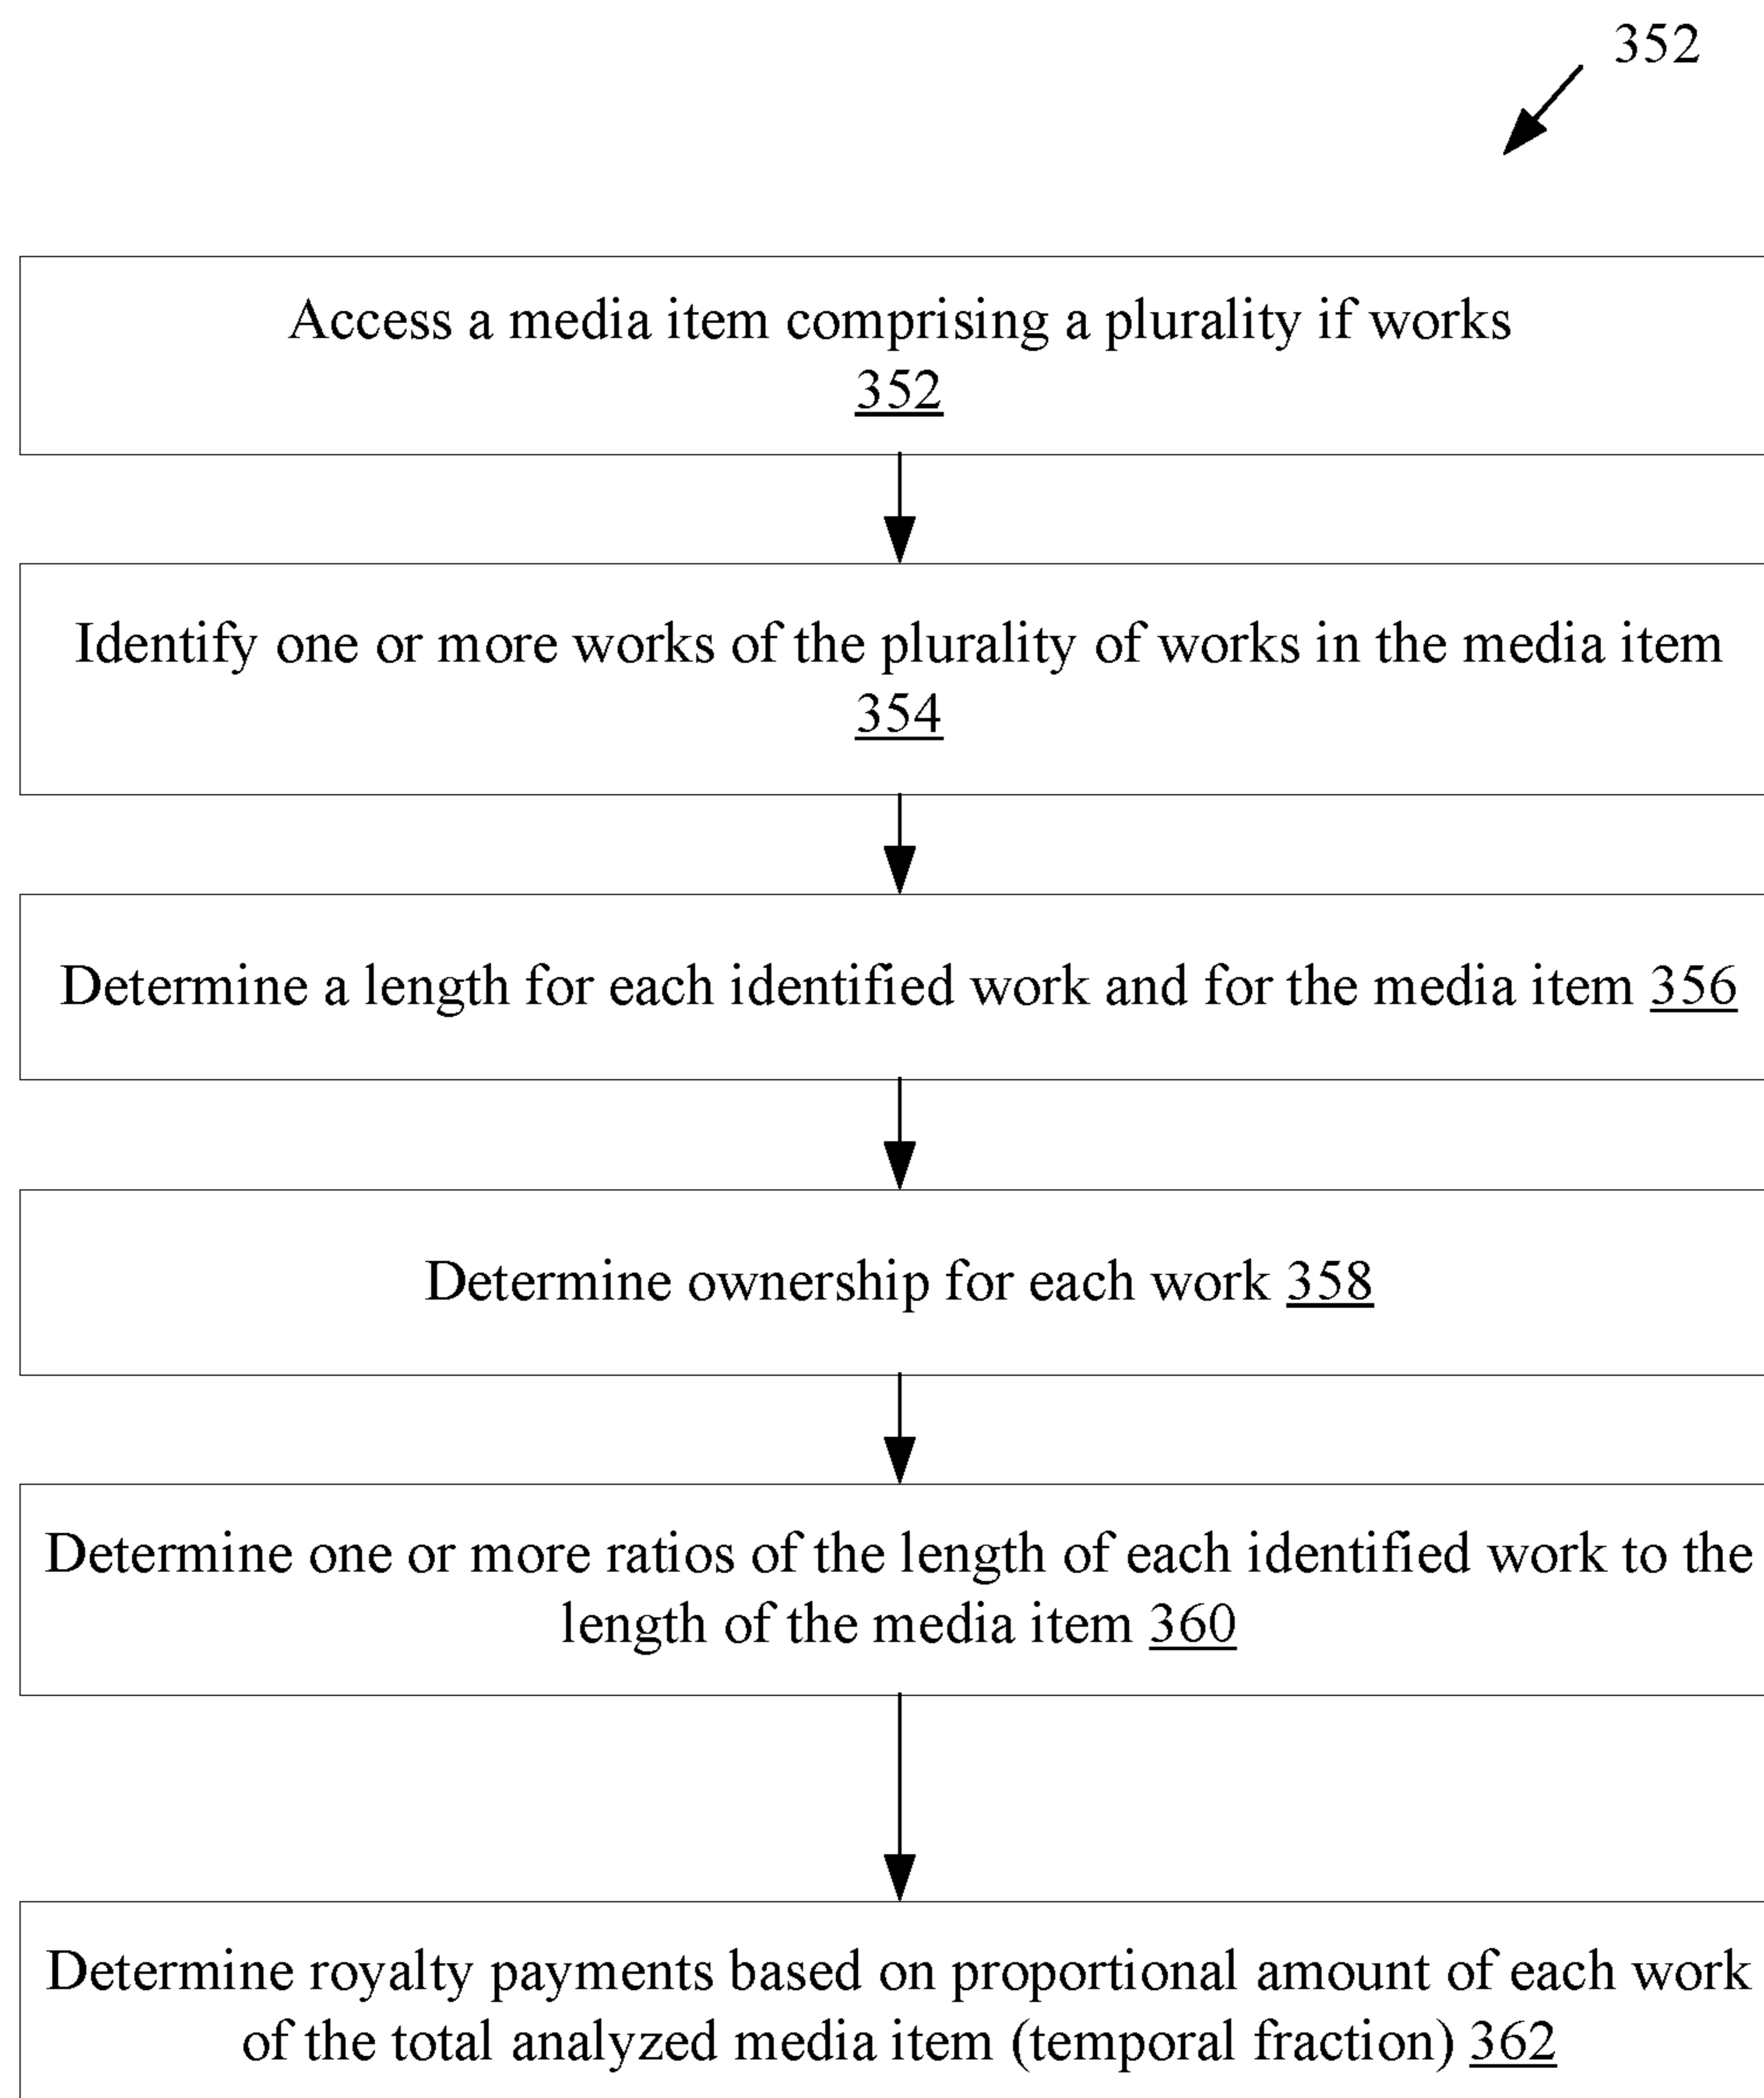 352
Access a media item comprising a plurality if works
352
Identify one or more works of the plurality of works in the media item
354
Determine a length for each identified work and for the media item 356
Determine ownership for each work 358
Determine one or more ratios of the length of each identified work to the
length of the media item 360
Determine royalty payments based on proportional amount of each work
of the total analyzed media item (temporal fraction) 362